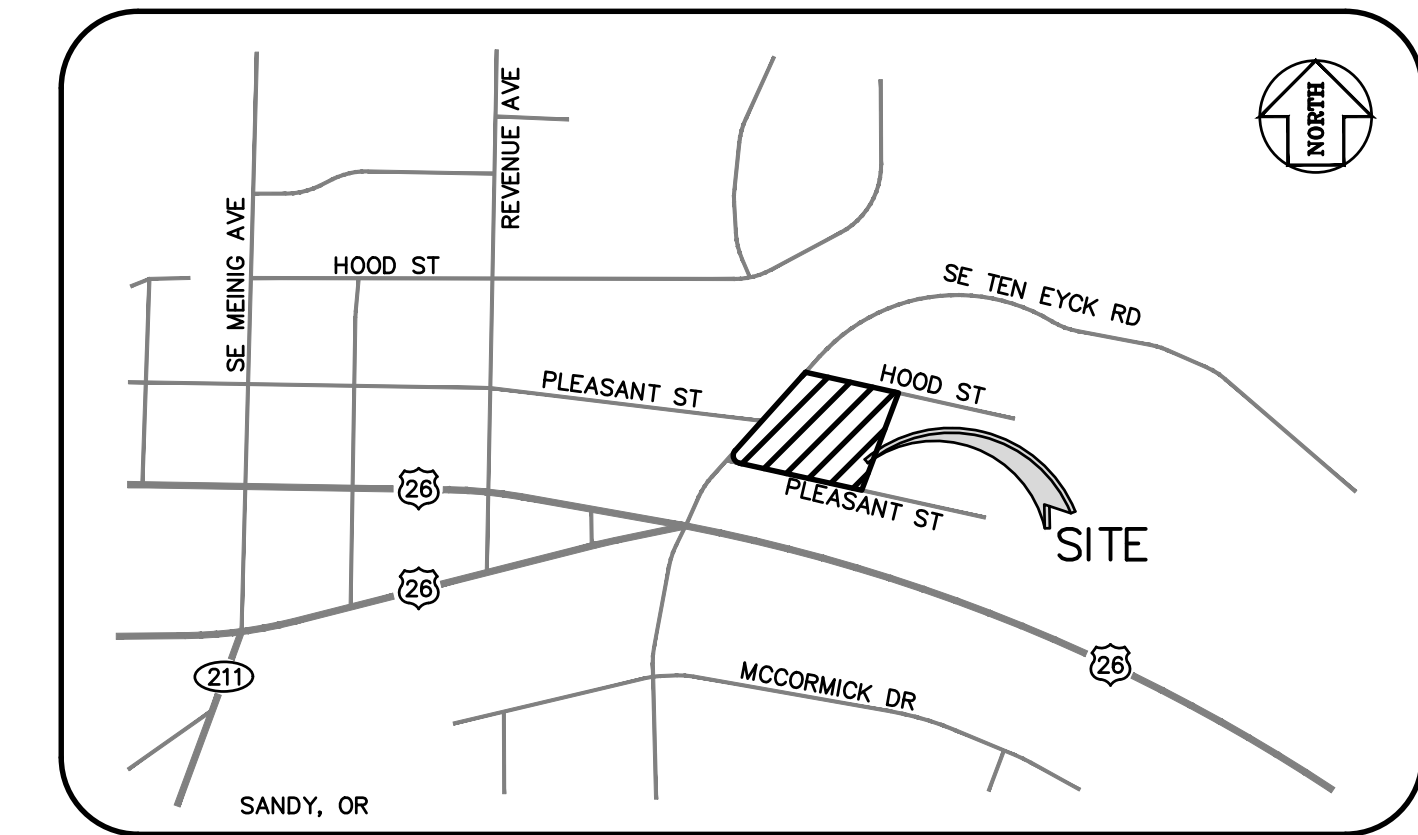 REVENUE AVE
NORTH
SE MEINIG AVE
HOOD ST
SE TEN EYCK RD
PLEASANT ST
HOOD ST
26
PLEASANT ST
SITE
26
26
211
MCCORMICK DR
SANDY, OR